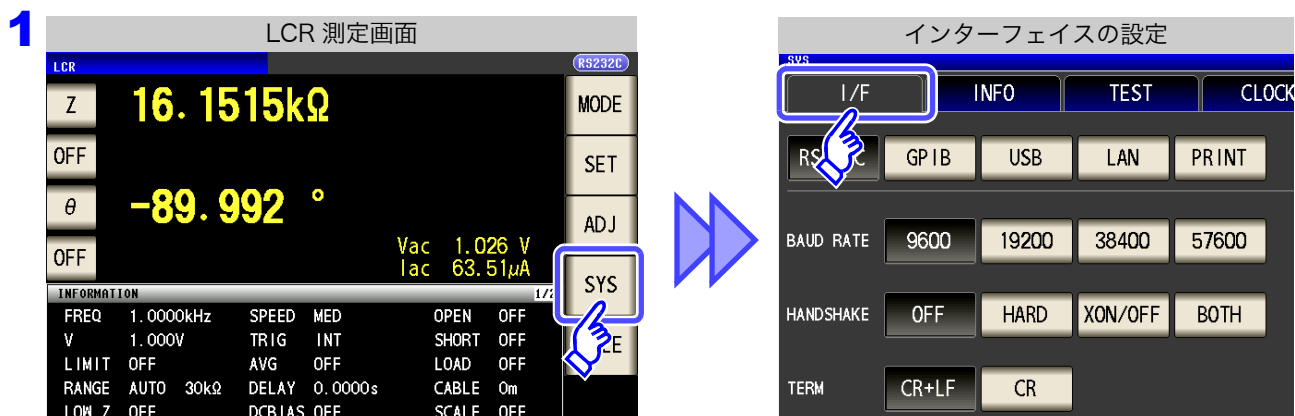 1
LCR 測定画面
LCR RS232C
Z 16.1515kΩ MODE
OFF SET
θ -89.992 ° ADJ
OFF Vac 1.026 V
Iac 63.51μA
SYS
INFORMATION 1/2
FREQ 1.0000kHz SPEED MED OPEN OFF
V 1.000V TRIG INT SHORT OFF
LIMIT OFF AVG OFF LOAD OFF
RANGE AUTO 30kΩ DELAY 0.0000s CABLE 0m
LOW Z OFF DCBIAS OFF SCALE OFF
インターフェイスの設定
SYS
I/F INFO TEST CLOCK
GPIB USB LAN PRINT
BAUD RATE 9600 19200 38400 57600
HANDSHAKE OFF HARD XON/OFF BOTH
TERM CR+LF CR